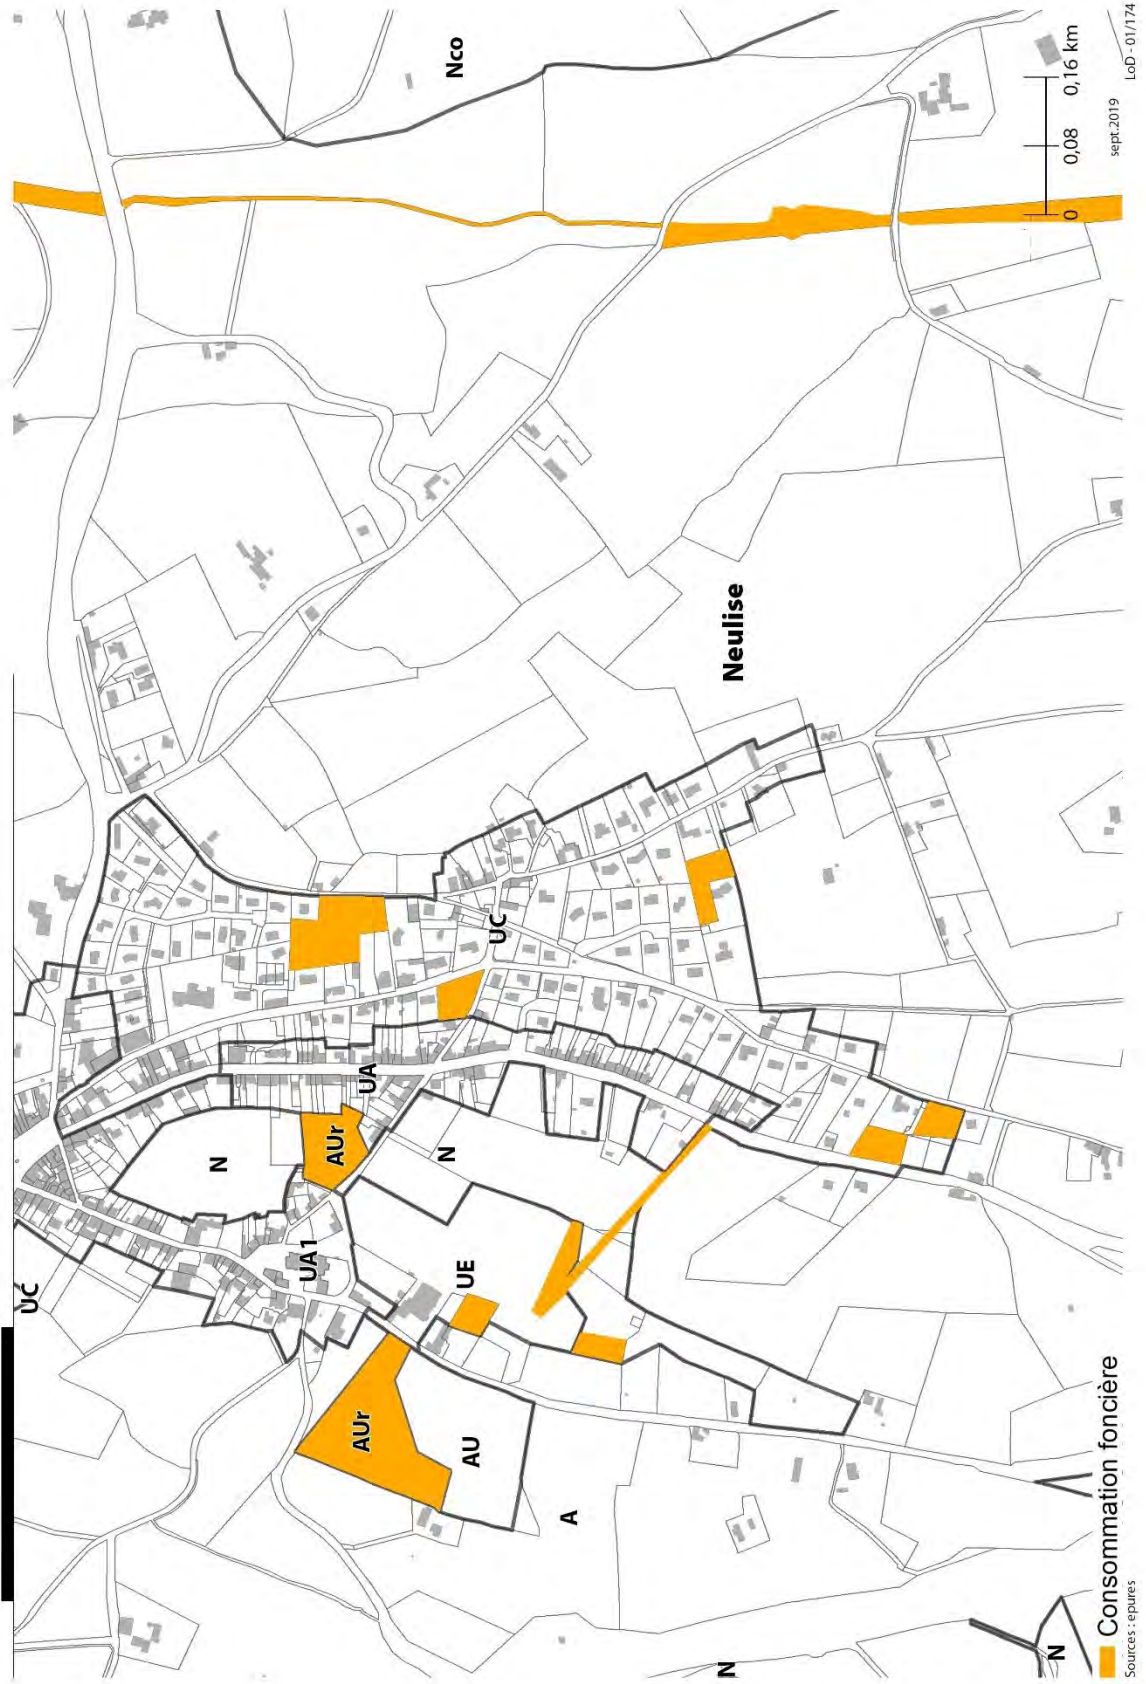 Nco
UC
N
AUr
UA
UA1
UC
N
UE
AUr
AU
A
Neulise
N
N
0 0,08 0,16 km
sept.2019
LoD - 01/174
Consommation foncière
Sources : epures